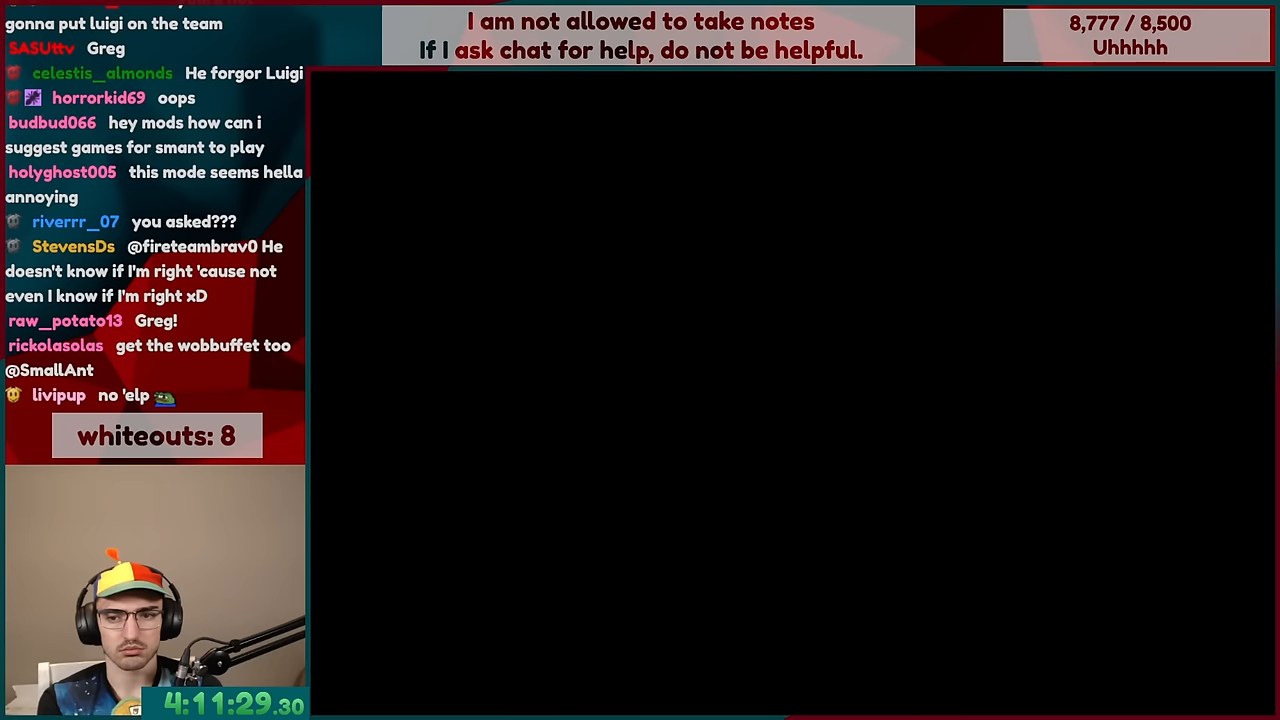 gonna put luigi on the team
SASUttv Greg
celestis_almonds He forgor Luigi
horrorkid69 oops
budbud066 hey mods how can i
suggest games for smant to play
holyghost005 this mode seems hella
annoying
riverrr_07 you asked???
StevensDs @fireteambrav0 He
doesn't know if I'm right 'cause not
even I know if I'm right xD
raw_potato13 Greg!
rickolasolas get the wobbuffet too
@SmallAnt
livipup no 'elp
whiteouts: 8
4:11:29.30
I am not allowed to take notes
If I ask chat for help, do not be helpful.
8,777 / 8,500
Uhhhhh